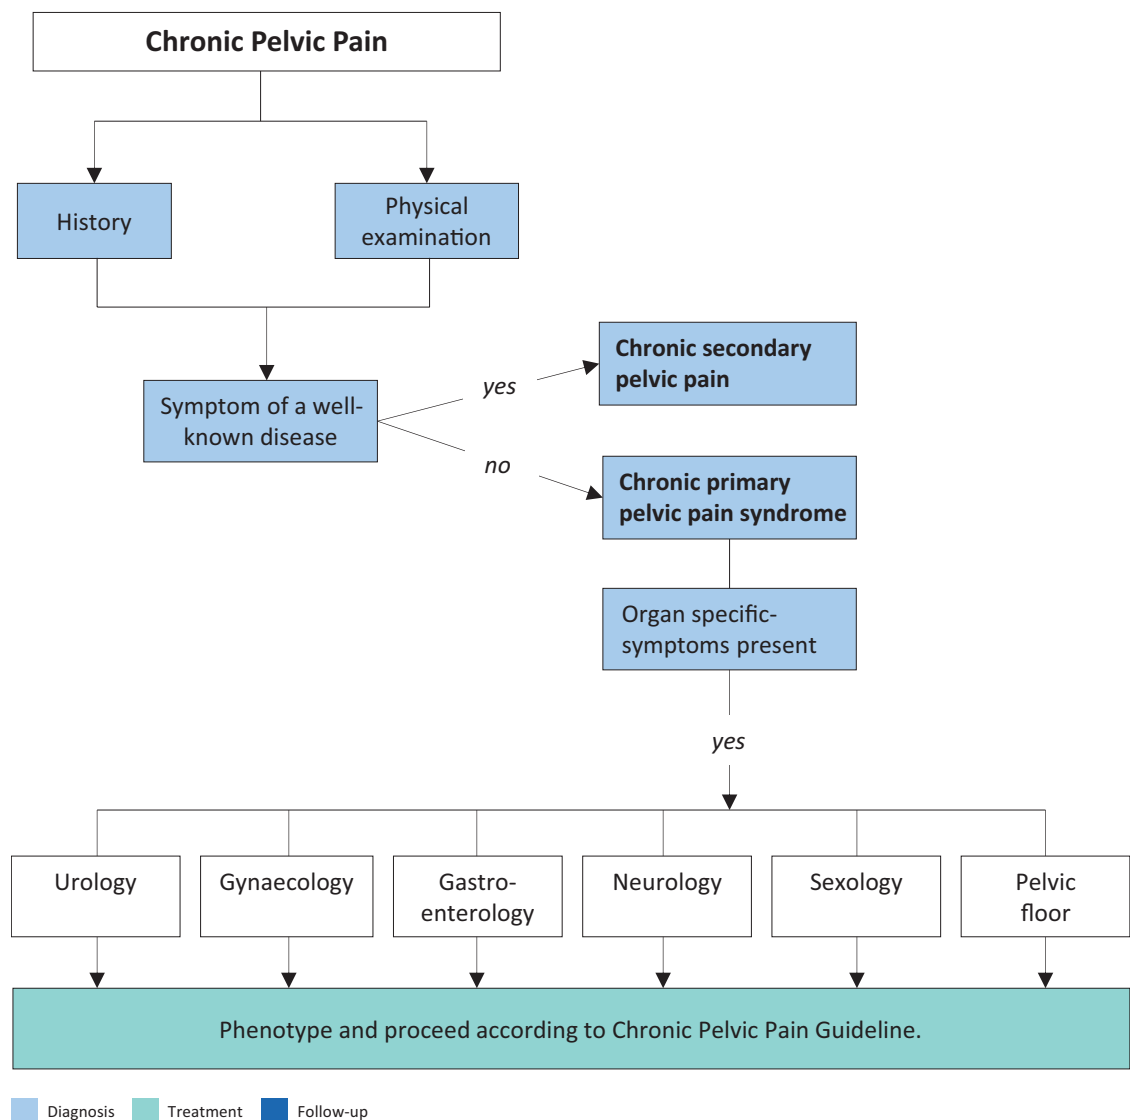 Chronic Pelvic Pain
History
Physical
examination
Symptom of a well-
known disease
yes
Chronic secondary
pelvic pain
no
Chronic primary
pelvic pain syndrome
Organ specific-
symptoms present
yes
Urology
Gynaecology
Gastro-
enterology
Neurology
Sexology
Pelvic
floor
Phenotype and proceed according to Chronic Pelvic Pain Guideline.
Diagnosis
Treatment
Follow-up